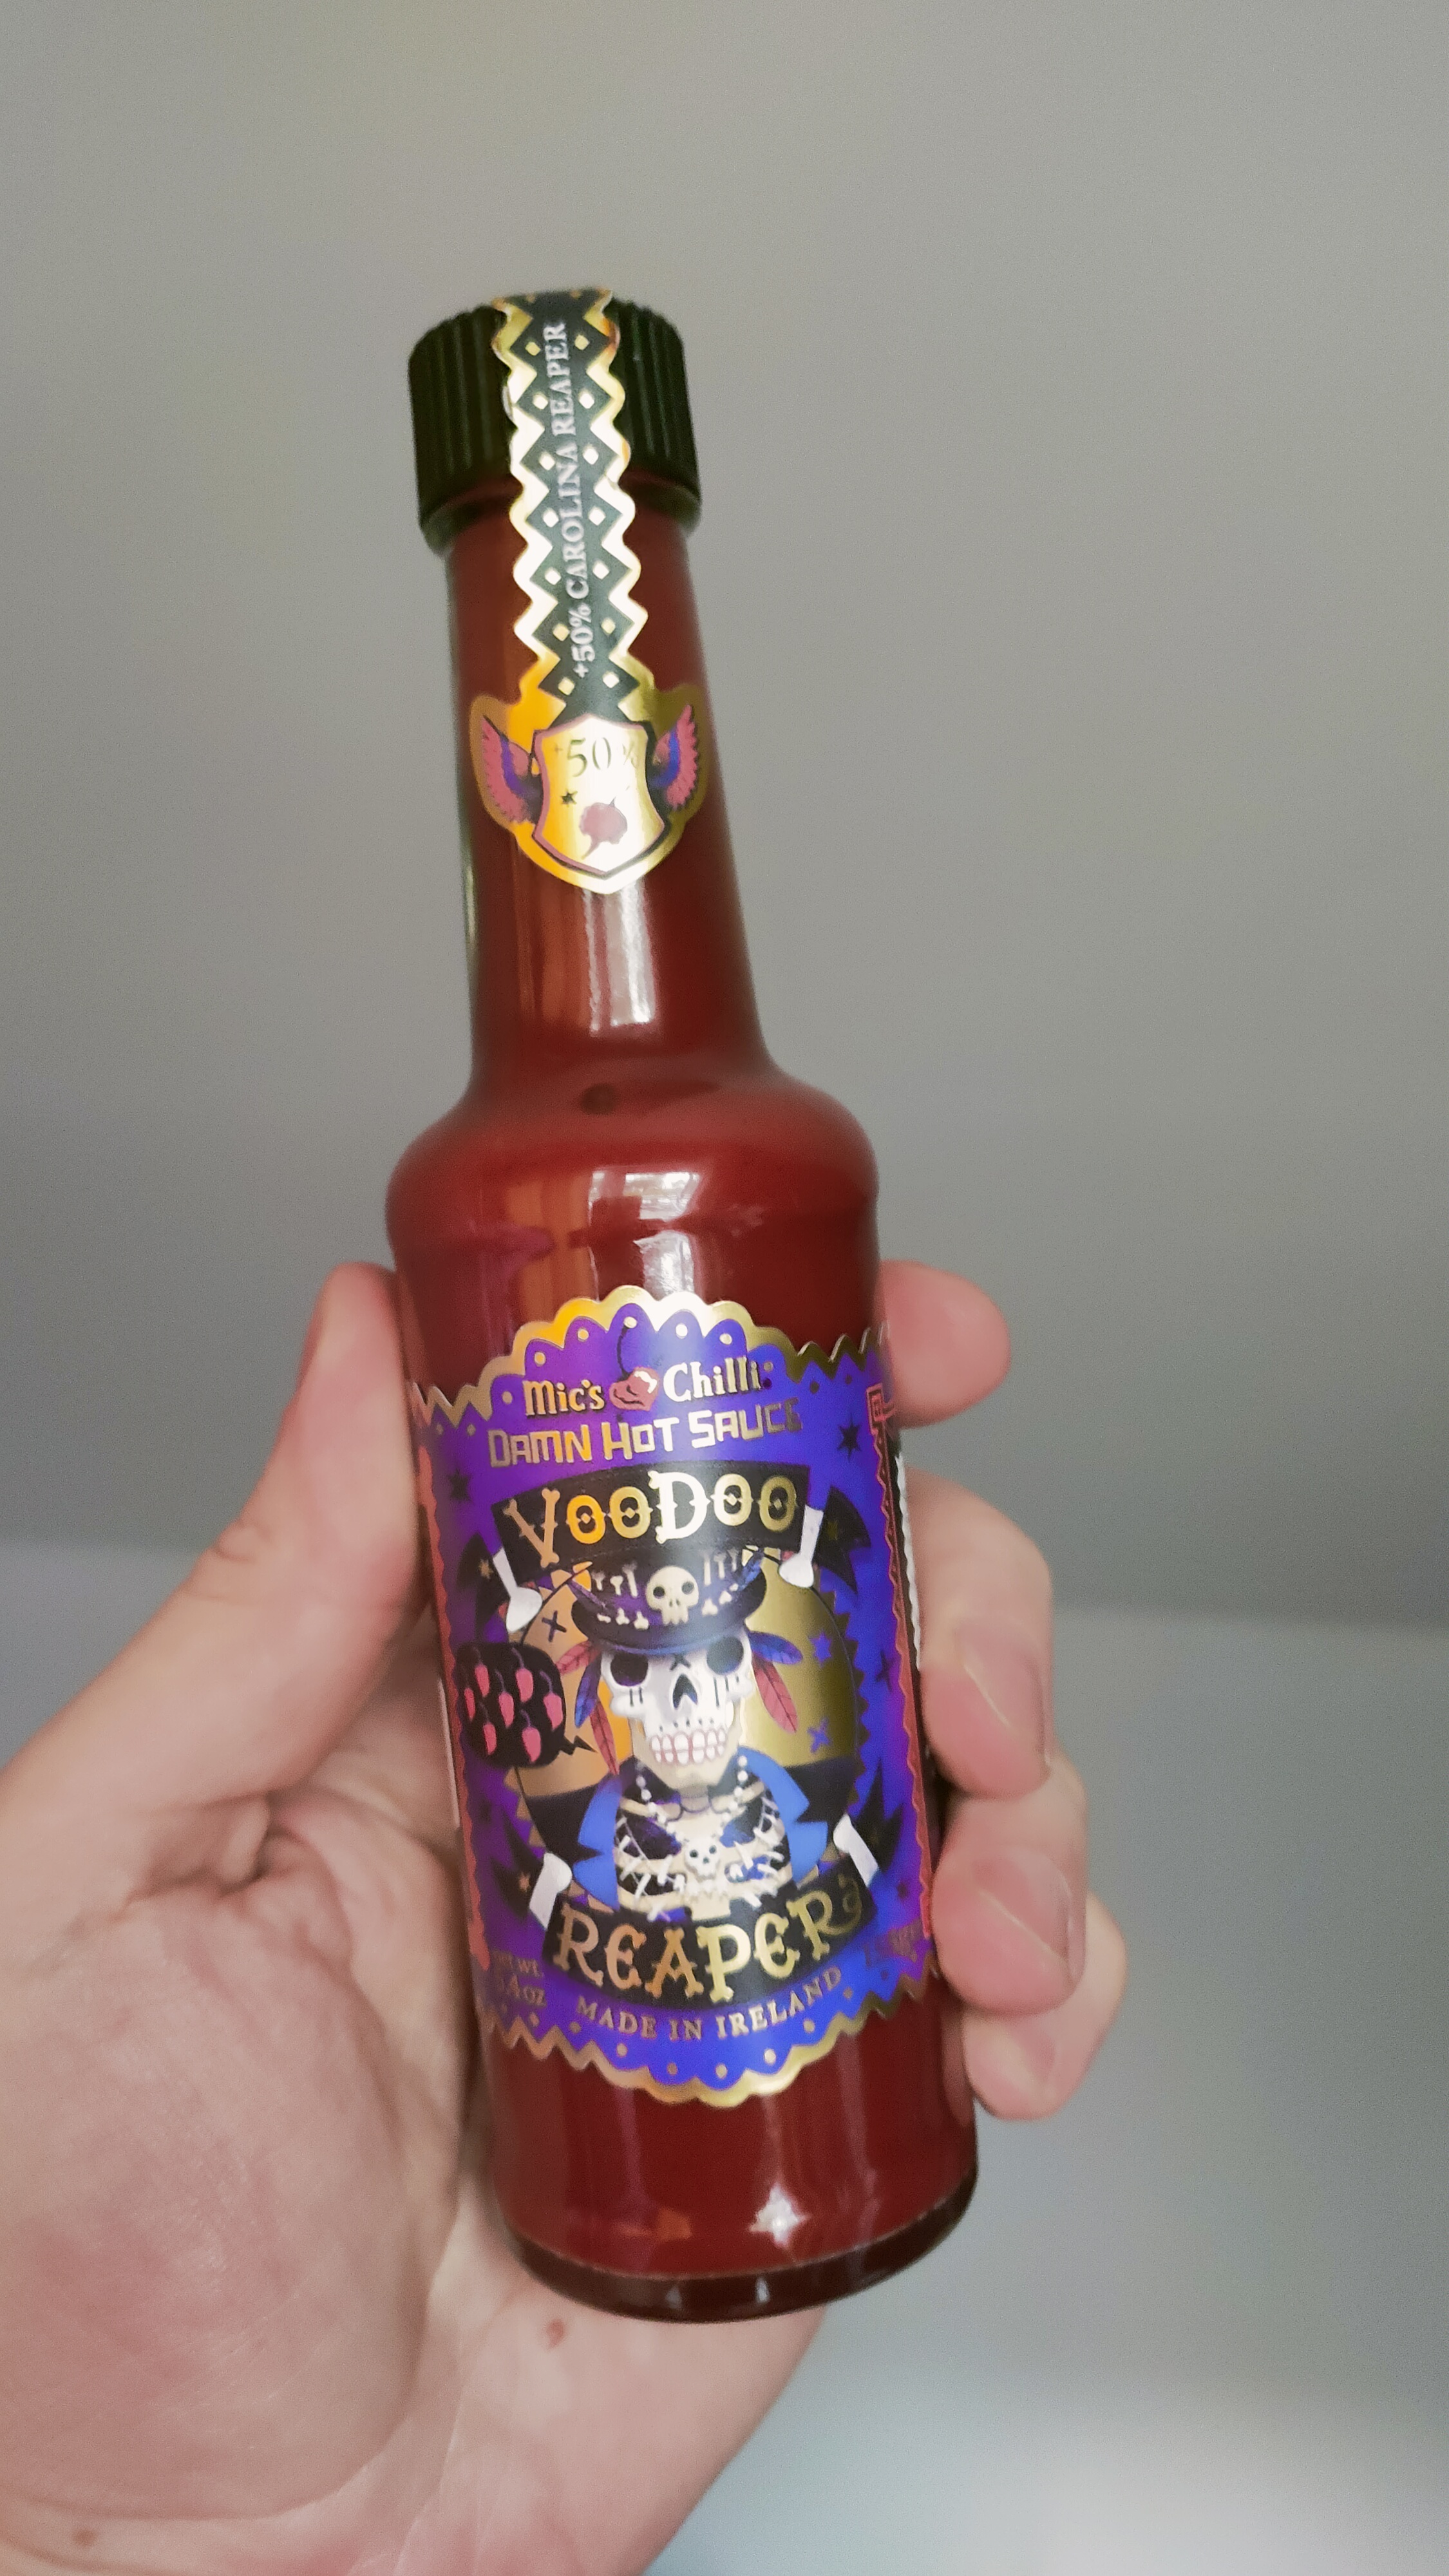 +50% CAROLINA REAPER
+50%
Mic's Chilli
DAMN HOT SAUCE
VOODOO
REAPER
MADE IN IRELAND